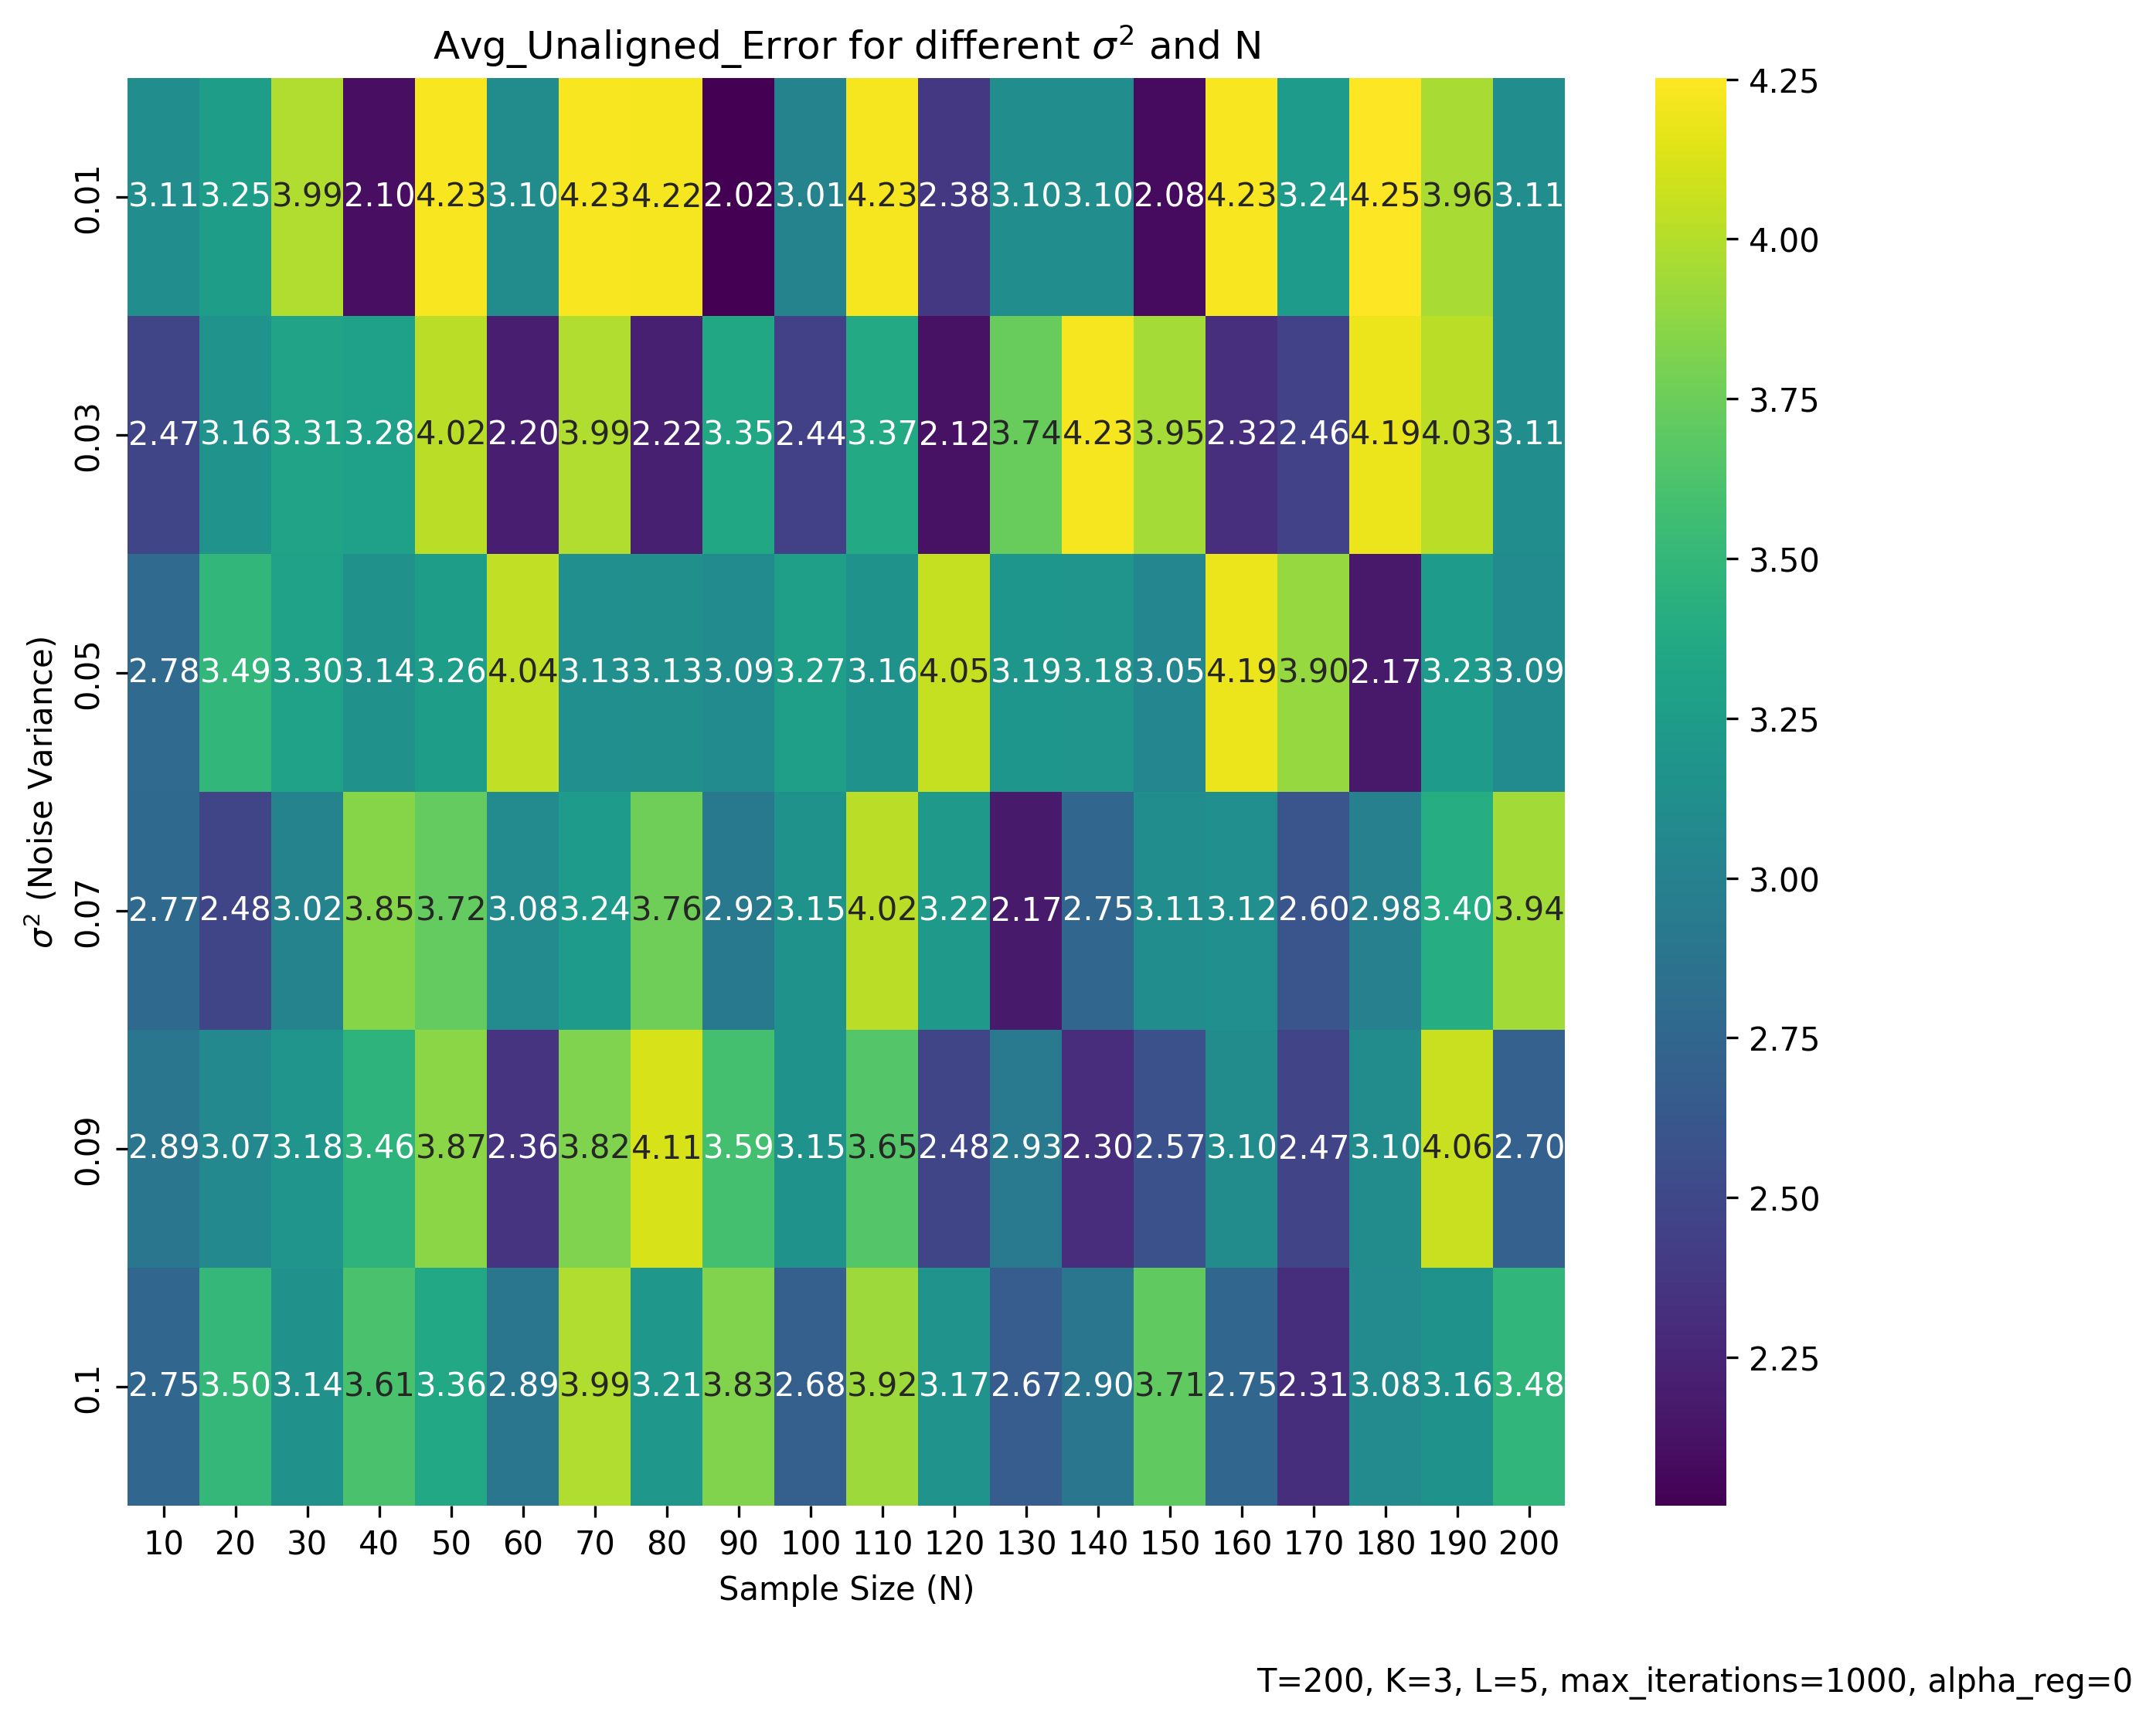 Avg_Unaligned_Error for different σ² and N
0.01 3.11 3.25 3.99 2.10 4.23 3.10 4.23 4.22 2.02 3.01 4.23 2.38 3.10 3.10 2.08 4.23 3.24 4.25 3.96 3.11
0.03 2.47 3.16 3.31 3.28 4.02 2.20 3.99 2.22 3.35 2.44 3.37 2.12 3.74 4.23 3.95 2.32 2.46 4.19 4.03 3.11
0.05 2.78 3.49 3.30 3.14 3.26 4.04 3.13 3.13 3.09 3.27 3.16 4.05 3.19 3.18 3.05 4.19 3.90 2.17 3.23 3.09
0.07 2.77 2.48 3.02 3.85 3.72 3.08 3.24 3.76 2.92 3.15 4.02 3.22 2.17 2.75 3.11 3.12 2.60 2.98 3.40 3.94
0.09 2.89 3.07 3.18 3.46 3.87 2.36 3.82 4.11 3.59 3.15 3.65 2.48 2.93 2.30 2.57 3.10 2.47 3.10 4.06 2.70
0.1 2.75 3.50 3.14 3.61 3.36 2.89 3.99 3.21 3.83 2.68 3.92 3.17 2.67 2.90 3.71 2.75 2.31 3.08 3.16 3.48
σ² (Noise Variance)
10 20 30 40 50 60 70 80 90 100 110 120 130 140 150 160 170 180 190 200
Sample Size (N)
4.25
4.00
3.75
3.50
3.25
3.00
2.75
2.50
2.25
T=200, K=3, L=5, max_iterations=1000, alpha_reg=0